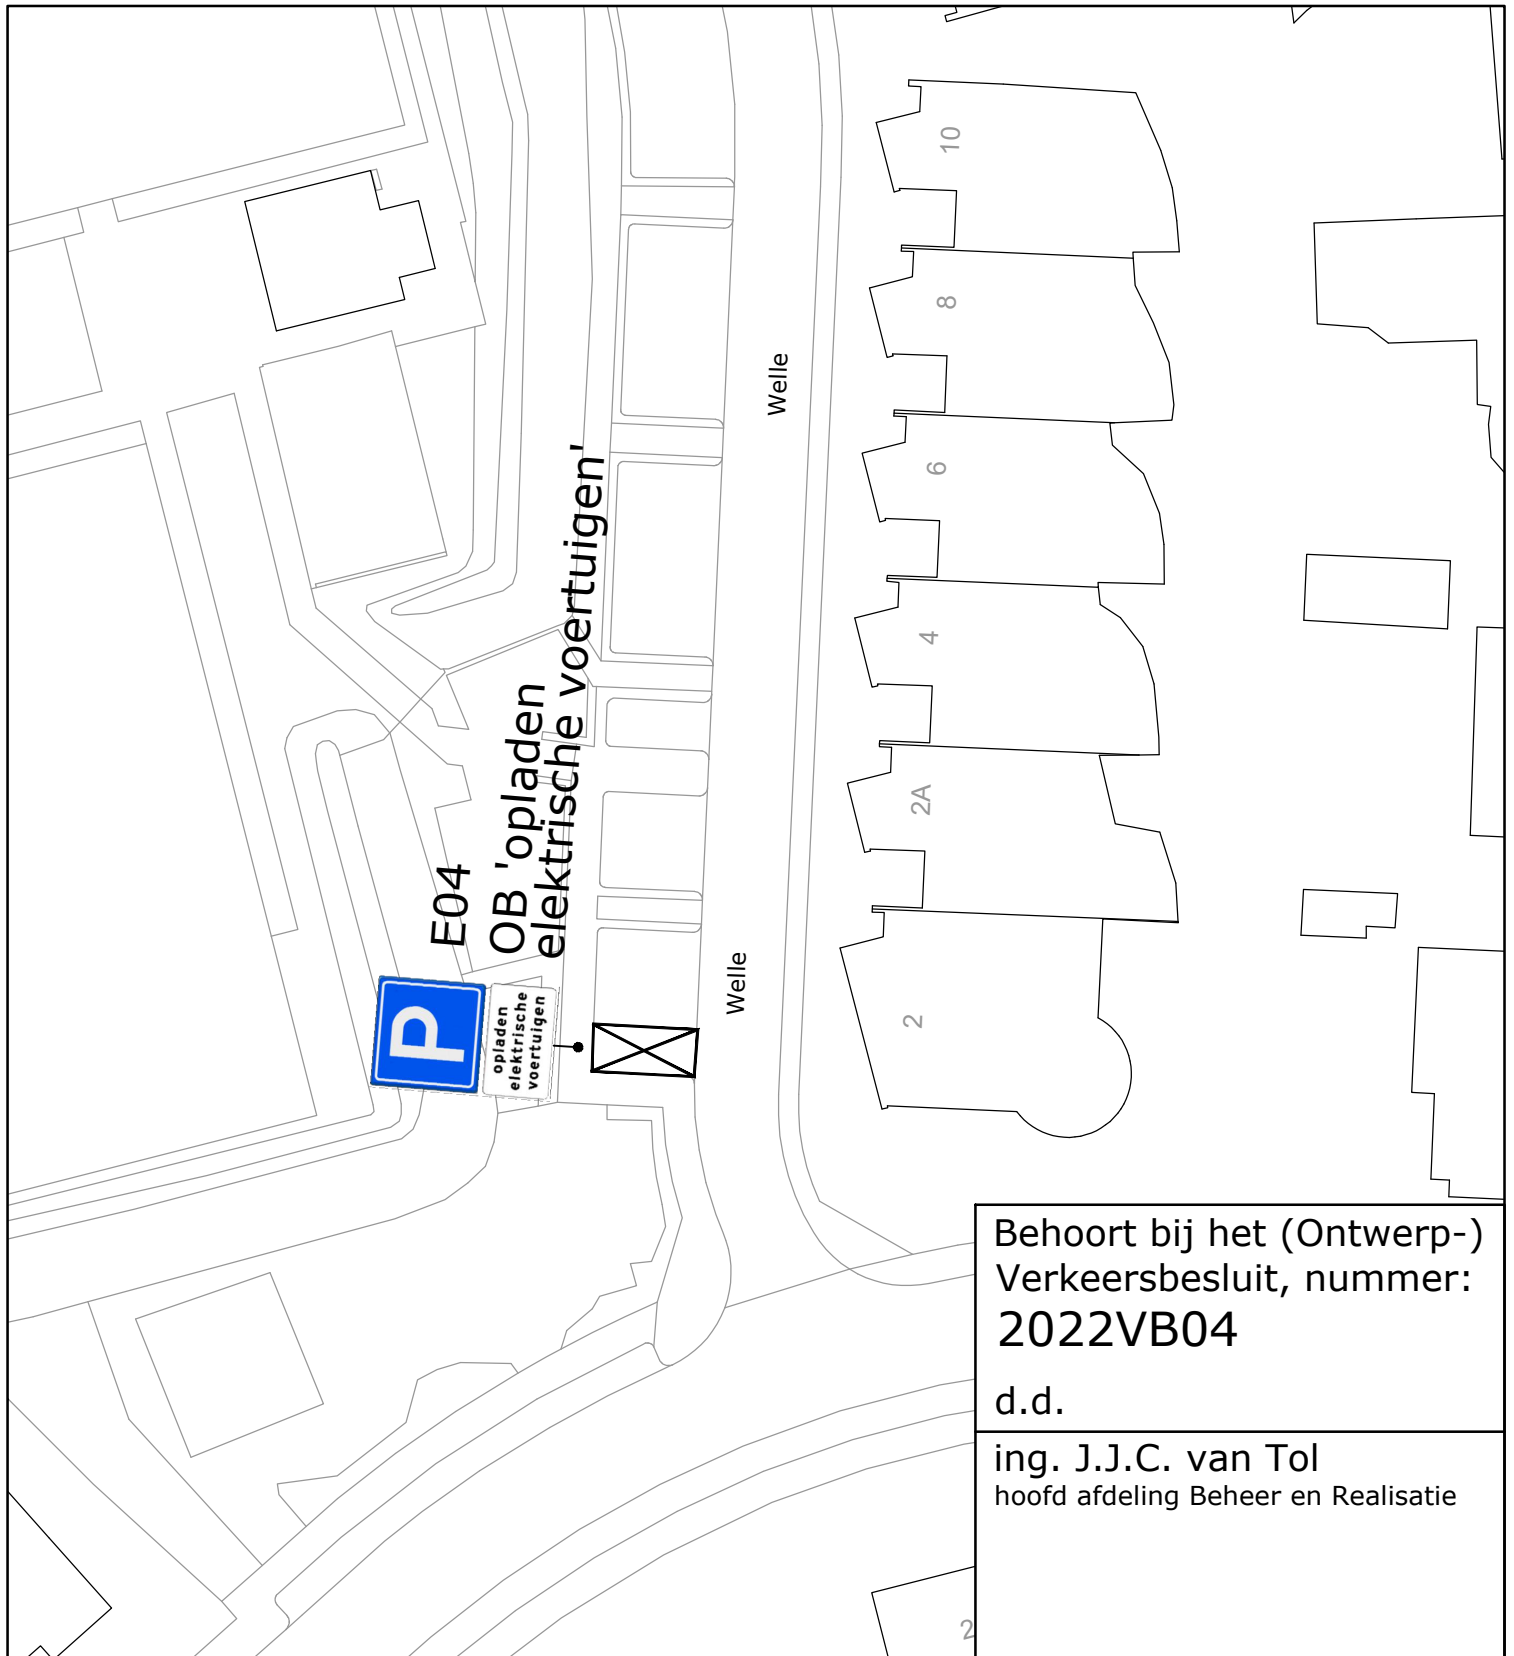 10
8
Welle
6
4
2A
2
Welle
E04
OB 'opladen
elektrische voertuigen'
P
opladen
elektrische
voertuigen
Behoort bij het (Ontwerp-)
Verkeersbesluit, nummer:
2022VB04
d.d.
ing. J.J.C. van Tol
hoofd afdeling Beheer en Realisatie
2